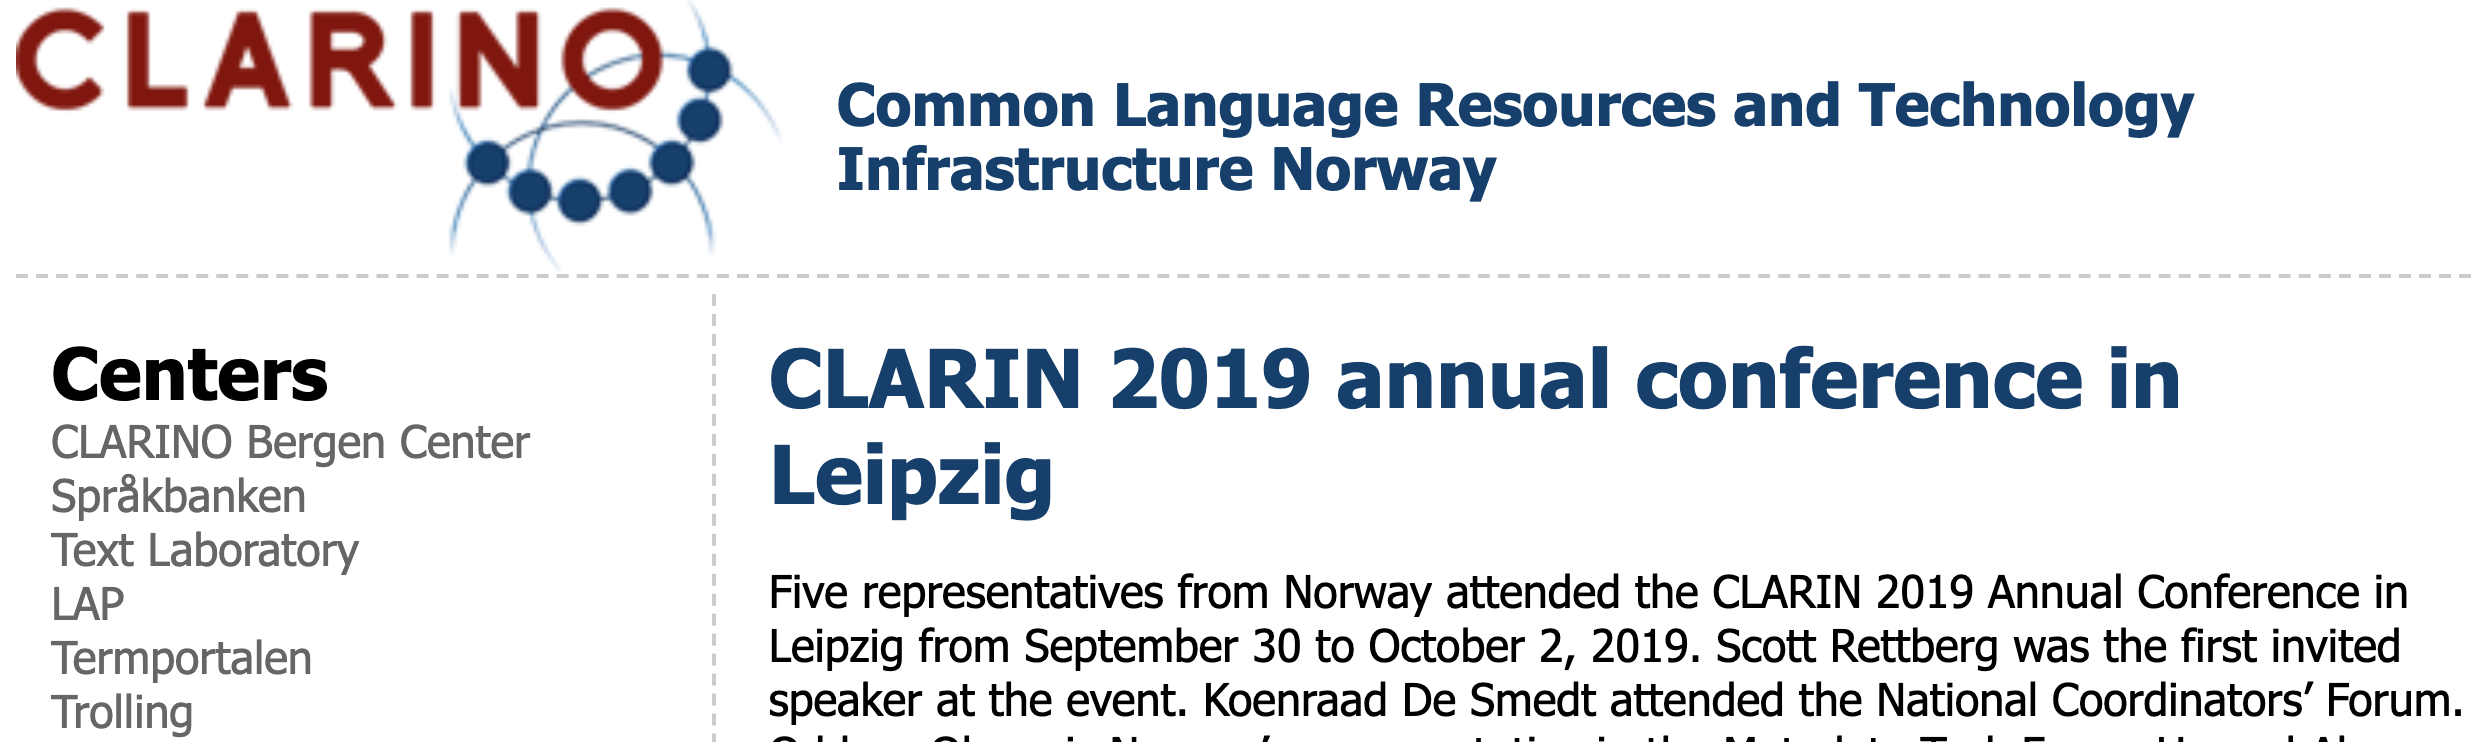 CLARINO
Common Language Resources and Technology
Infrastructure Norway
Centers
CLARINO Bergen Center
Språkbanken
Text Laboratory
LAP
Termportalen
Trolling
CLARIN 2019 annual conference in
Leipzig
Five representatives from Norway attended the CLARIN 2019 Annual Conference in
Leipzig from September 30 to October 2, 2019. Scott Rettberg was the first invited
speaker at the event. Koenraad De Smedt attended the National Coordinators’ Forum.